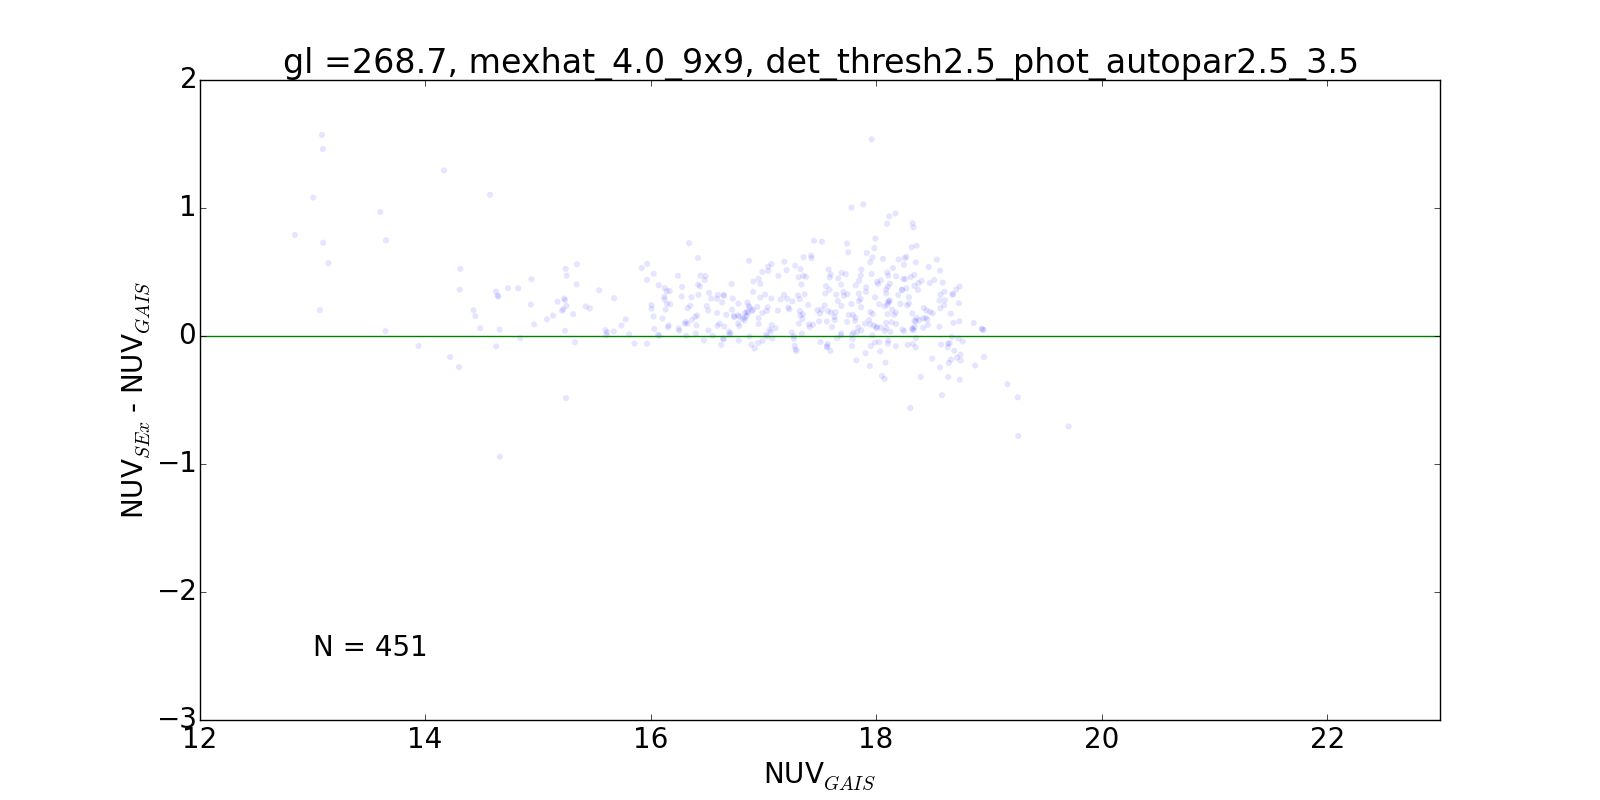 gl =268.7, mexhat_4.0_9x9, det_thresh2.5_phot_autopar2.5_3.5
2
1
0
−1
−2
−3
NUV_SEx - NUV_GAIS
N = 451
12 14 16 18 20 22
NUV_GAIS